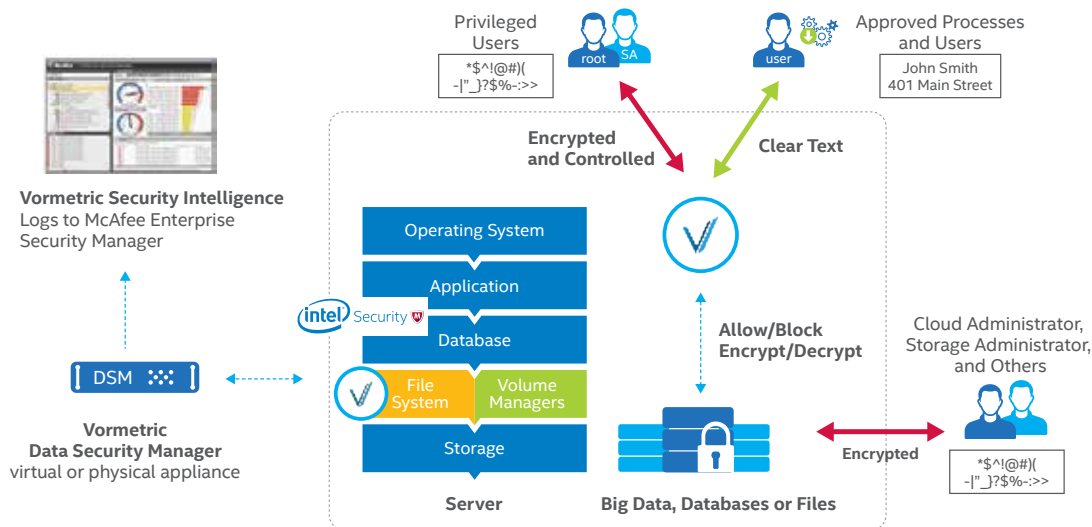 Privileged
Users
*$^!@#)(
-|"_}?$%-:>>
root
SA
user
Approved Processes
and Users
John Smith
401 Main Street
Encrypted
and Controlled
Clear Text
Vormetric Security Intelligence
Logs to McAfee Enterprise
Security Manager
Operating System
Application
intel Security
Database
File
System
Volume
Managers
Storage
Server
DSM
Vormetric
Data Security Manager
virtual or physical appliance
Allow/Block
Encrypt/Decrypt
Big Data, Databases or Files
Encrypted
Cloud Administrator,
Storage Administrator,
and Others
*$^!@#)(
-|"_}?$%-:>>